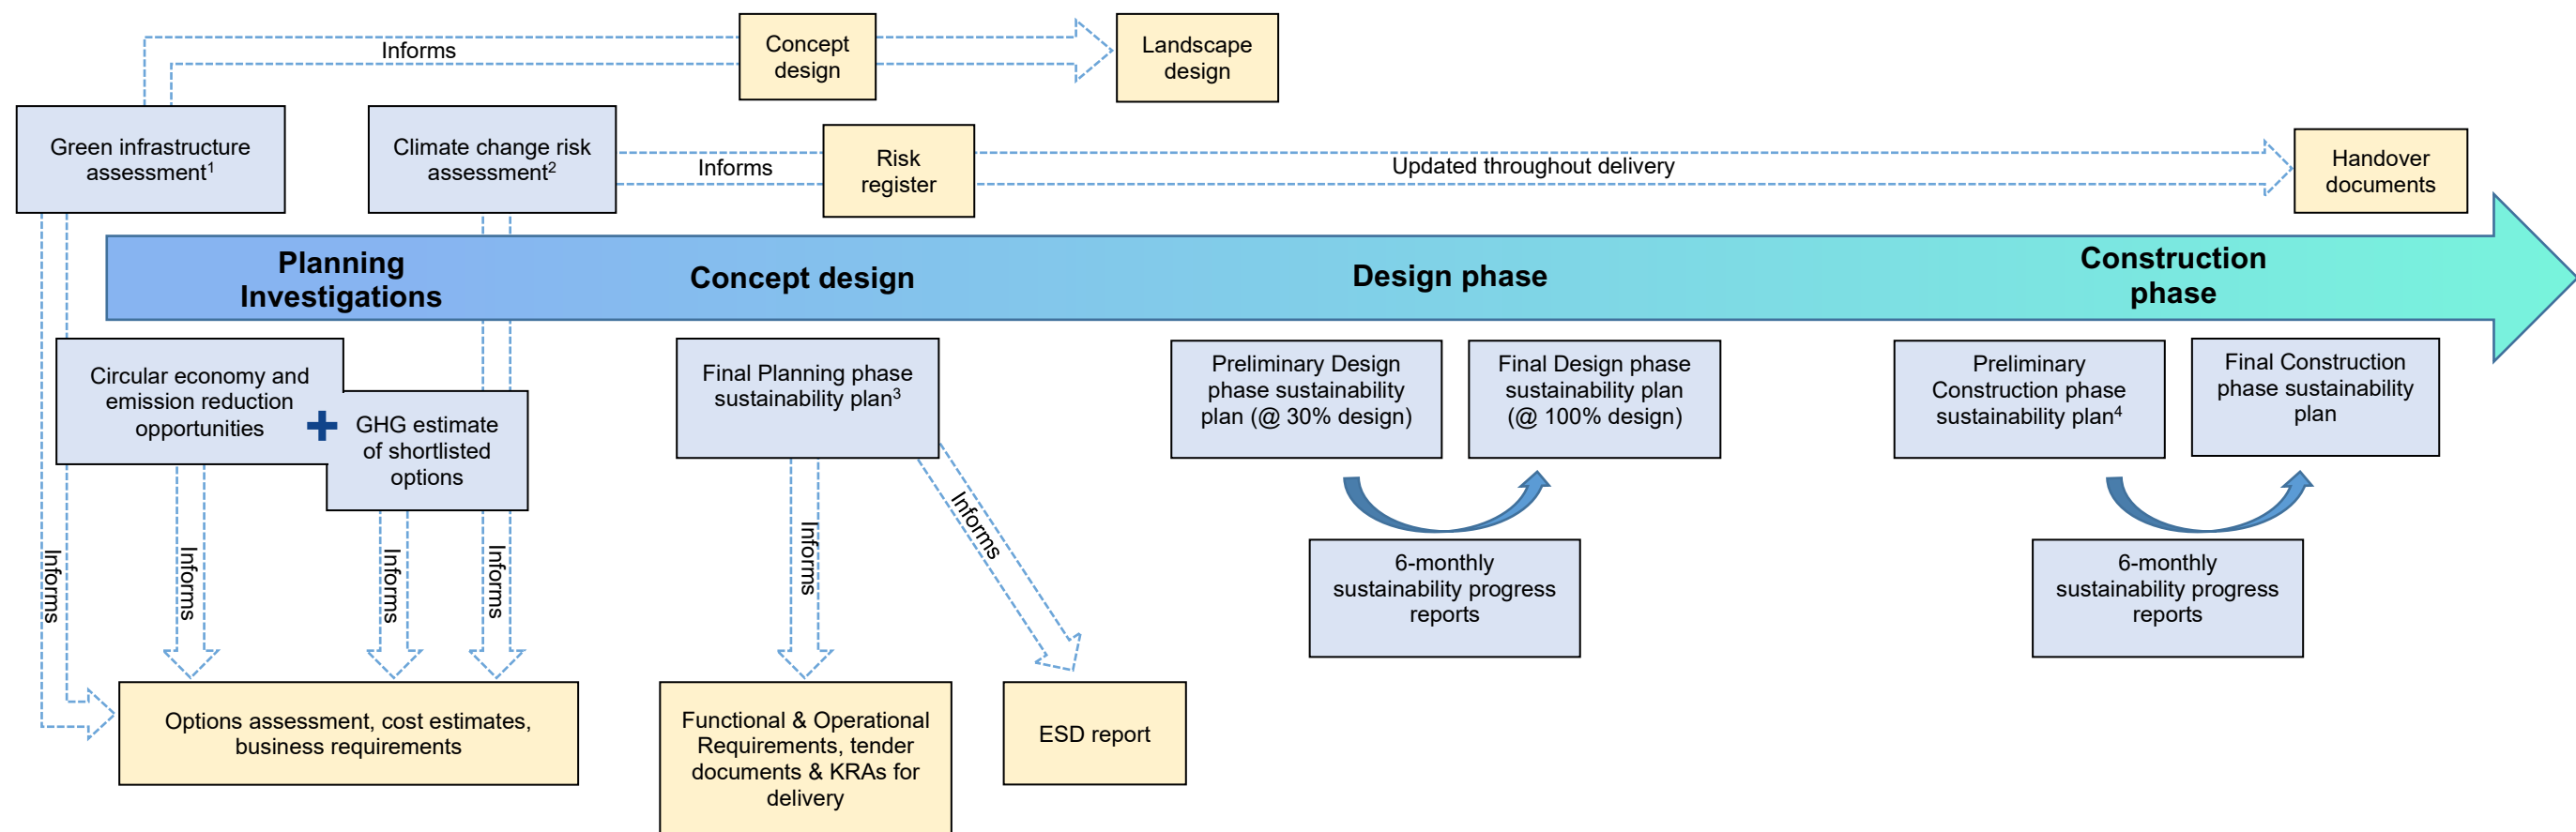 Informs
Concept
design
Landscape
design
Green infrastructure
assessment1
Climate change risk
assessment2
Informs
Risk
register
Updated throughout delivery
Handover
documents
Planning
Investigations
Concept design
Design phase
Construction
phase
Circular economy and
emission reduction
opportunities
+
GHG estimate
of shortlisted
options
Final Planning phase
sustainability plan3
Preliminary Design
phase sustainability
plan (@ 30% design)
Final Design phase
sustainability plan
(@ 100% design)
Preliminary
Construction phase
sustainability plan4
Final Construction
phase sustainability
plan
Informs
Informs
Informs
Informs
Informs
Informs
6-monthly
sustainability progress
reports
6-monthly
sustainability progress
reports
Options assessment, cost estimates,
business requirements
Functional & Operational
Requirements, tender
documents & KRAs for
delivery
ESD report